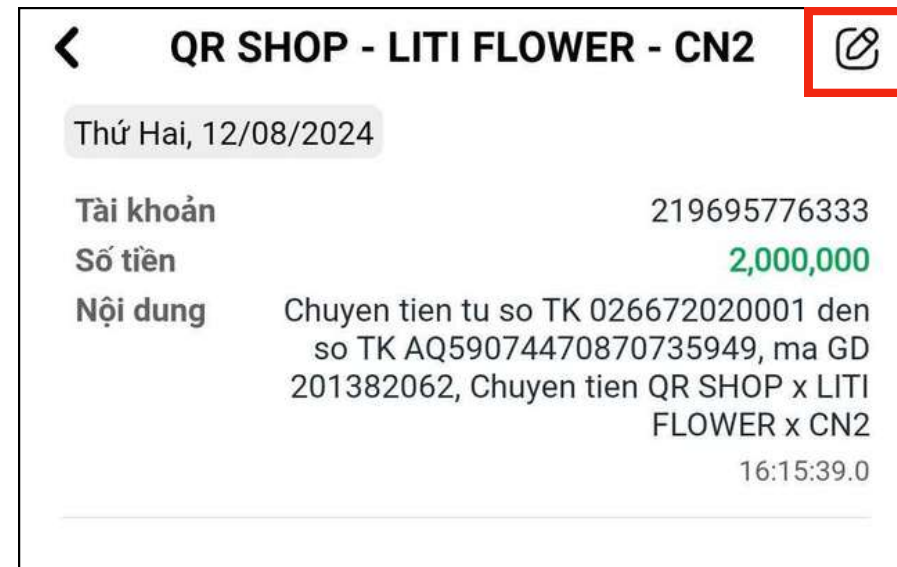 QR SHOP - LITI FLOWER - CN2
Thứ Hai, 12/08/2024
Tài khoản 219695776333
Số tiền 2,000,000
Nội dung Chuyen tien tu so TK 026672020001 den
so TK AQ59074470870735949, ma GD
201382062, Chuyen tien QR SHOP x LITI
FLOWER x CN2
16:15:39.0